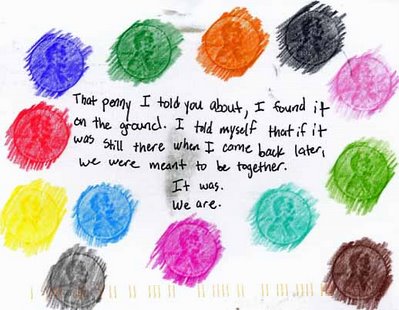 That penny I told you about, I found it
on the ground. I told myself that if it
was still there when I came back later,
we were meant to be together.
It was.
We are.